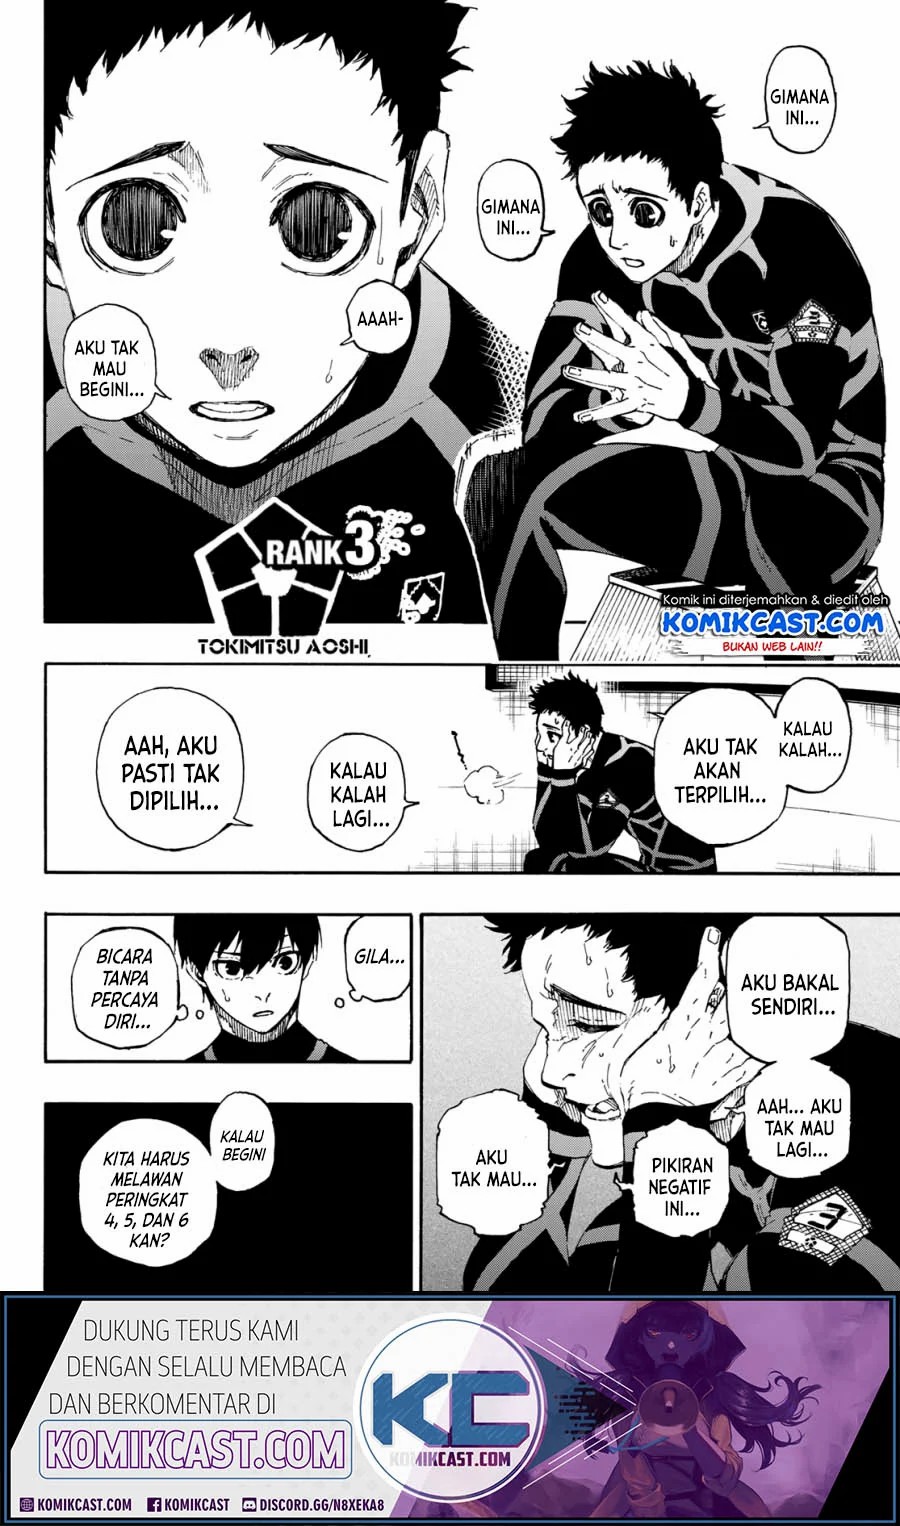 GIMANA
INI...
GIMANA
INI...
AAAH-
AKU TAK
MAU
BEGINI...
RANK 3
TOKIMITSU AOSHI
Komik ini diterjemahkan & diedit oleh
KOMIKCAST.COM
BUKAN WEB LAIN!!
KALAU
KALAH...
AKU TAK
AKAN
TERPILIH...
KALAU
KALAH
LAGI...
AAH, AKU
PASTI TAK
DIPILIH...
AKU BAKAL
SENDIRI...
AAH... AKU
TAK MAU
LAGI...
PIKIRAN
NEGATIF
INI...
AKU
TAK MAU...
3
GILA...
BICARA
TANPA
PERCAYA
DIRI...
KALAU
BEGINI
KITA HARUS
MELAWAN
PERINGKAT
4, 5, DAN 6
KAN?
DUKUNG TERUS KAMI
DENGAN SELALU MEMBACA
DAN BERKOMENTAR DI
KOMIKCAST.COM
KOMIKCAST.COM
KOMIKCAST
DISCORD.GG/N8XEKA8
KC
KOMIKCAST.COM